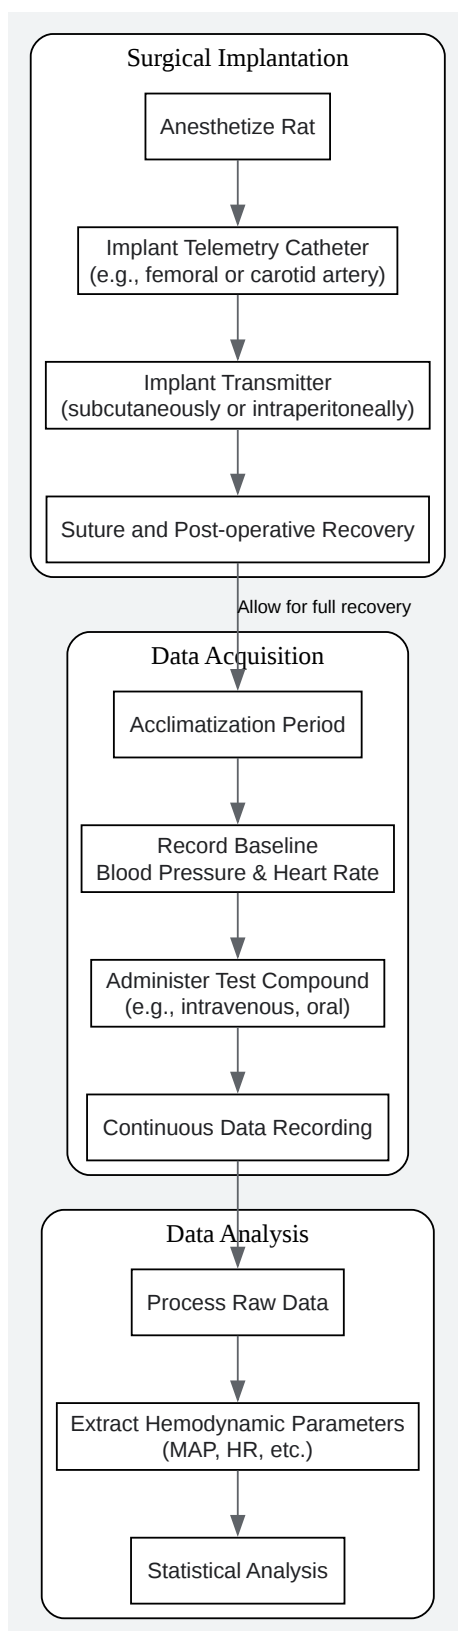 Surgical Implantation
Anesthetize Rat
Implant Telemetry Catheter
(e.g., femoral or carotid artery)
Implant Transmitter
(subcutaneously or intraperitoneally)
Suture and Post-operative Recovery
Allow for full recovery
Data Acquisition
Acclimatization Period
Record Baseline
Blood Pressure & Heart Rate
Administer Test Compound
(e.g., intravenous, oral)
Continuous Data Recording
Data Analysis
Process Raw Data
Extract Hemodynamic Parameters
(MAP, HR, etc.)
Statistical Analysis